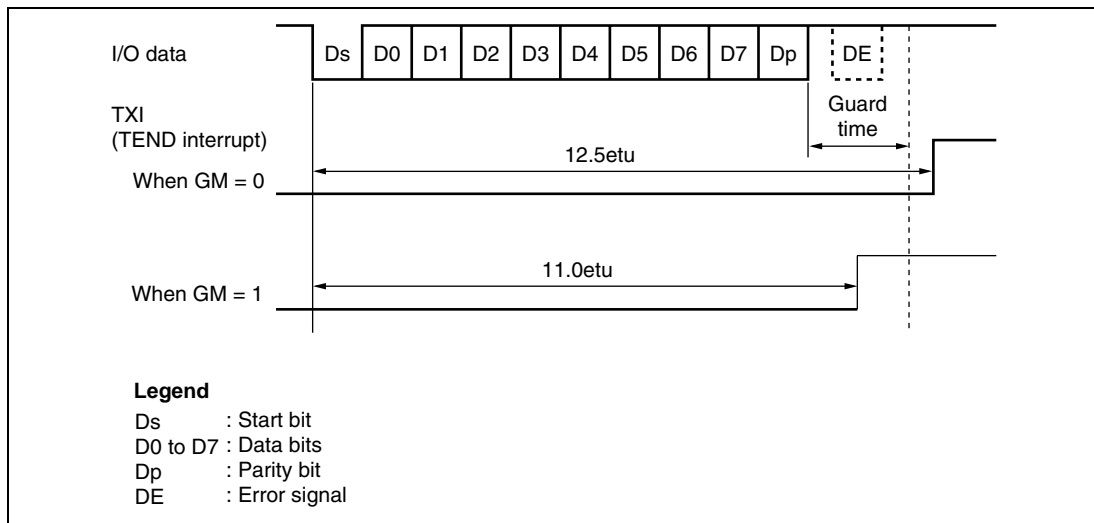 I/O data
Ds D0 D1 D2 D3 D4 D5 D6 D7 Dp DE
TXI
(TEND interrupt)
Guard
time
12.5etu
When GM = 0
11.0etu
When GM = 1
Legend
Ds : Start bit
D0 to D7 : Data bits
Dp : Parity bit
DE : Error signal